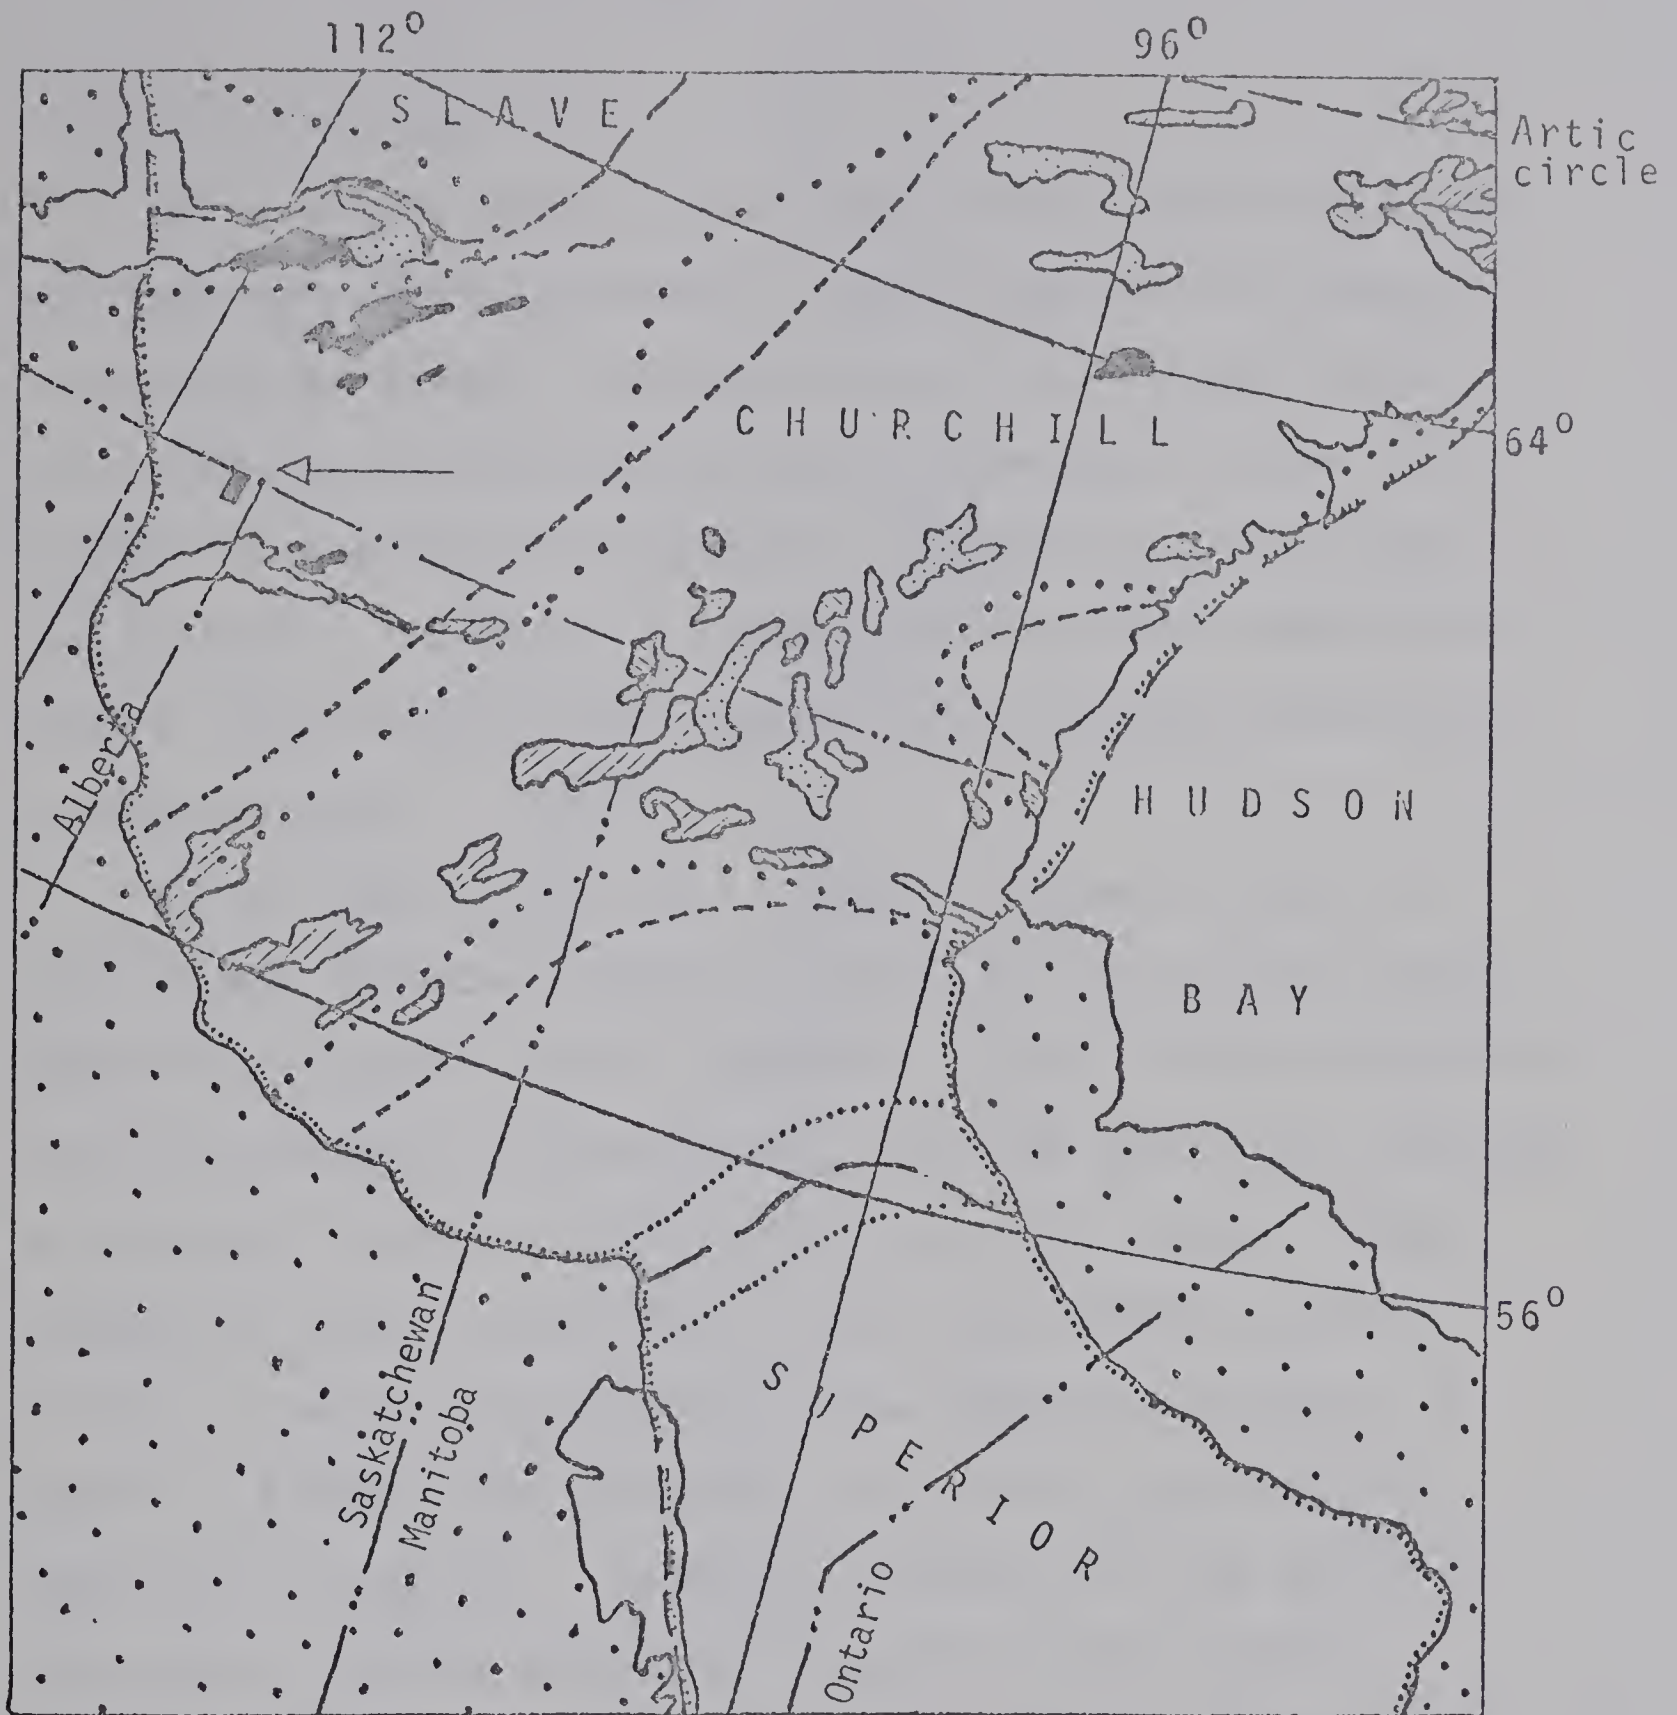 112°
96°
SLAVE
Artic
circle
CHURCHILL
64°
Alberta
HUDSON
BAY
56°
SUPERIOR
Saskatchewan
Manitoba
Ontario